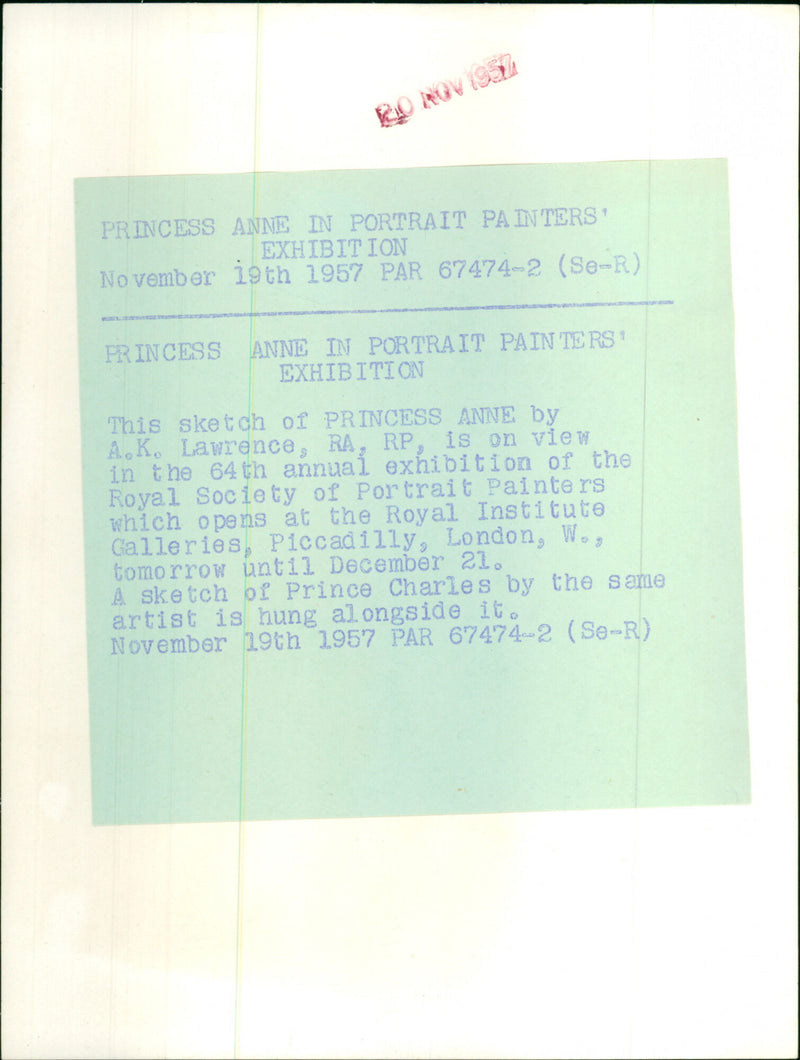 20 NOV 1957
PRINCESS ANNE IN PORTRAIT PAINTERS'
EXHIBITION
November 19th 1957 PAR 67474-2 (Se-R)
PRINCESS ANNE IN PORTRAIT PAINTERS'
EXHIBITION
This sketch of PRINCESS ANNE by
A.K. Lawrence, RA, RP, is on view
in the 64th annual exhibition of the
Royal Society of Portrait Painters
which opens at the Royal Institute
Galleries, Piccadilly, London, W.,
tomorrow until December 21.
A sketch of Prince Charles by the same
artist is hung alongside it.
November 19th 1957 PAR 67474-2 (Se-R)